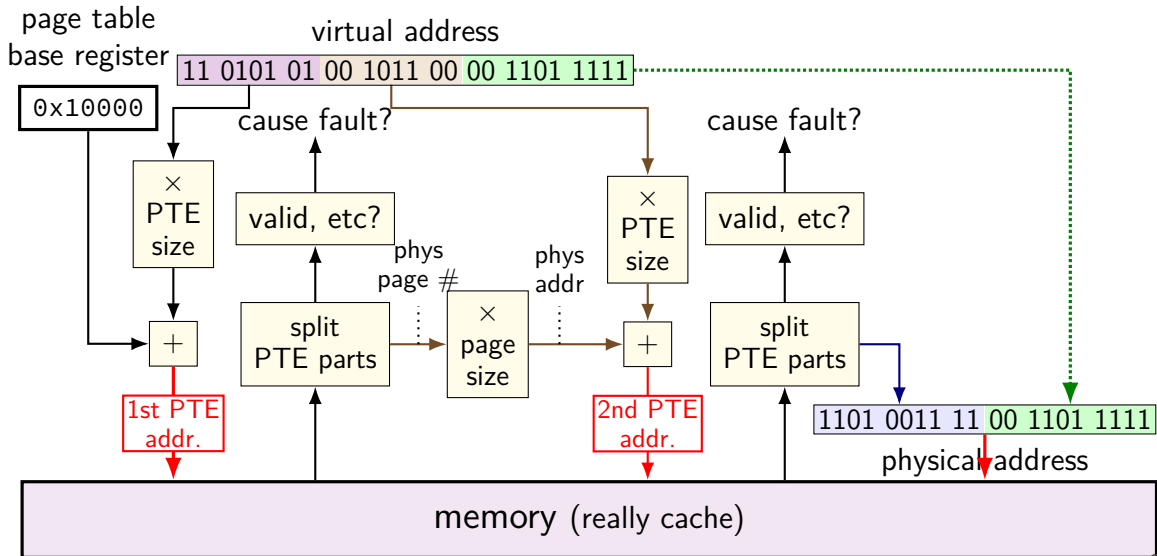 page table
base register
virtual address
11 0101 01 00 1011 00 00 1101 1111
0x10000
cause fault?
cause fault?
×
PTE
size
valid, etc?
×
PTE
size
valid, etc?
phys
page #
phys
addr
+
split
PTE parts
×
page
size
+
split
PTE parts
1st PTE
addr.
2nd PTE
addr.
1101 0011 11 00 1101 1111
physical address
memory (really cache)